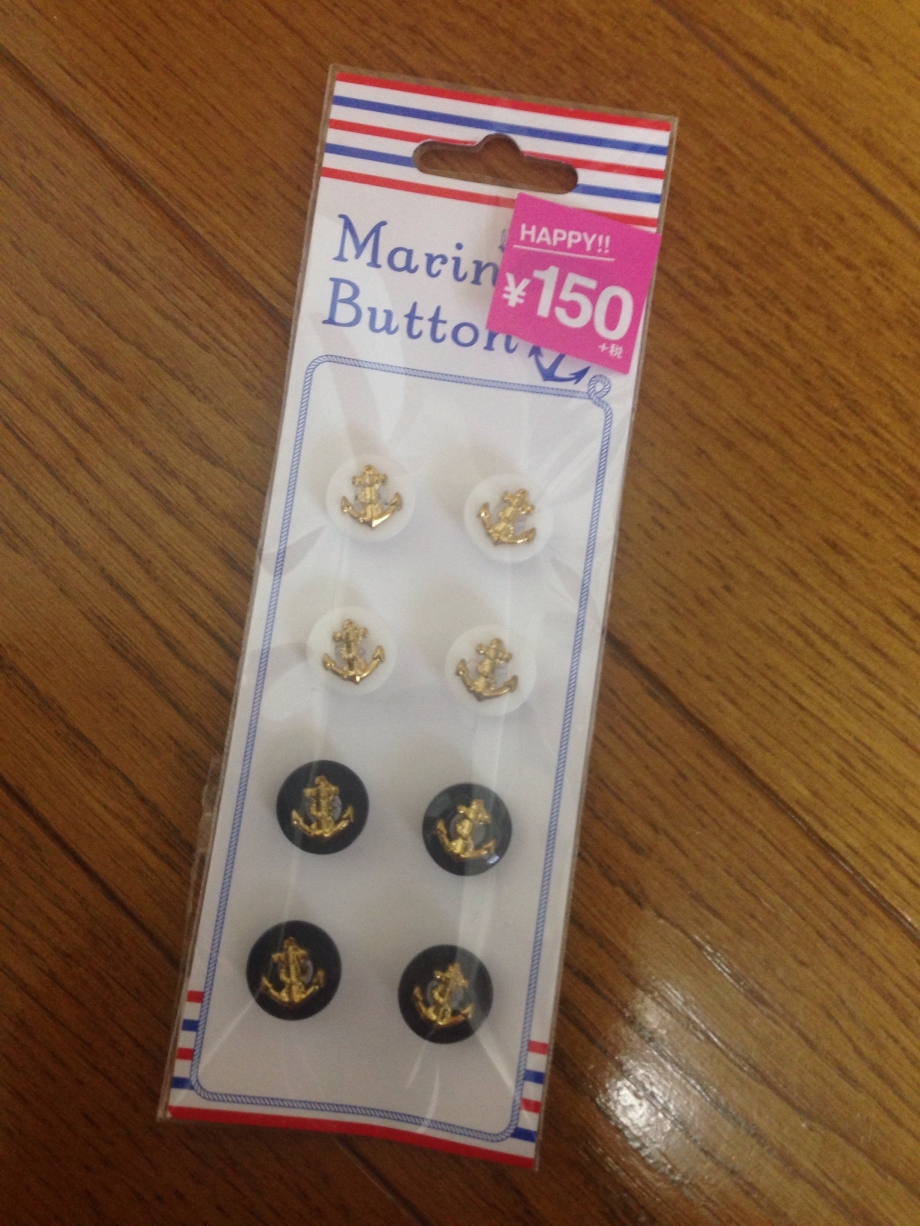 Marin
Button
HAPPY!!
¥150
+税